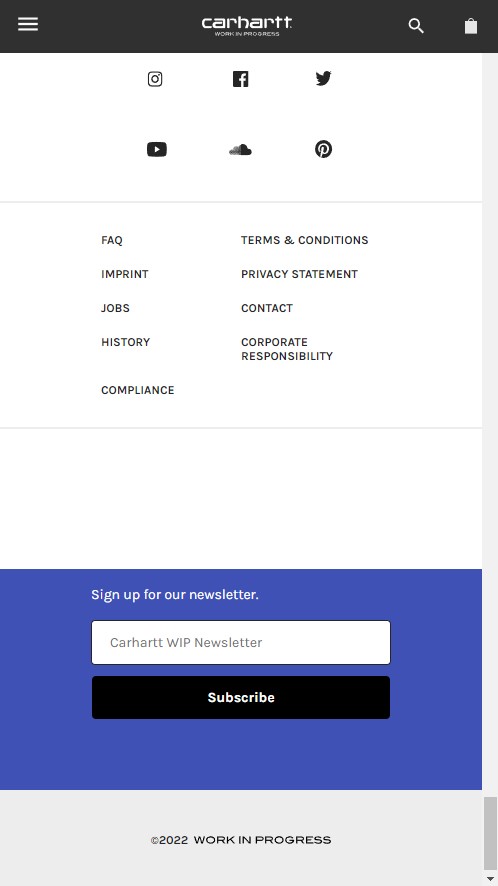 carhartt
WORK IN PROGRESS
FAQ
TERMS & CONDITIONS
IMPRINT
PRIVACY STATEMENT
JOBS
CONTACT
HISTORY
CORPORATE
RESPONSIBILITY
COMPLIANCE
Sign up for our newsletter.
Carhartt WIP Newsletter
Subscribe
©2022 WORK IN PROGRESS